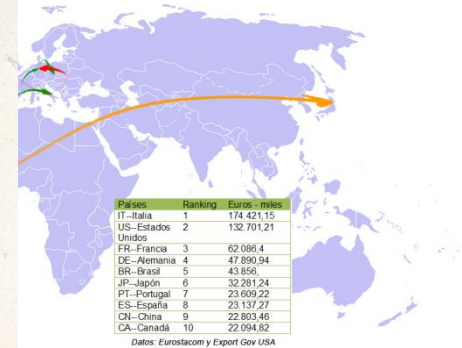 Países Ranking Euros - miles
IT--Italia 1 174.421,15
US--Estados 2 132.701,21
Unidos
FR--Francia 3 62.086,4
DE--Alemania 4 47.890,94
BR--Brasil 5 43.856,
JP--Japón 6 32.281,24
PT--Portugal 7 23.609,22
ES--España 8 23.137,27
CN--China 9 22.803,46
CA--Canadá 10 22.094,82
Datos: Eurostacom y Export Gov USA